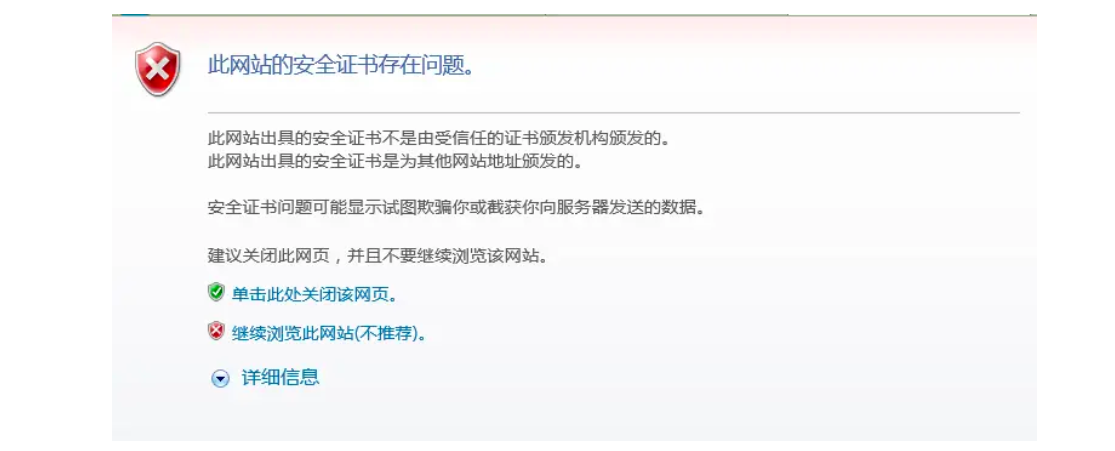 此网站的安全证书存在问题。
此网站出具的安全证书不是由受信任的证书颁发机构颁发的。
此网站出具的安全证书是为其他网站地址颁发的。
安全证书问题可能显示试图欺骗你或截获你向服务器发送的数据。
建议关闭此网页，并且不要继续浏览该网站。
单击此处关闭该网页。
继续浏览此网站(不推荐)。
详细信息